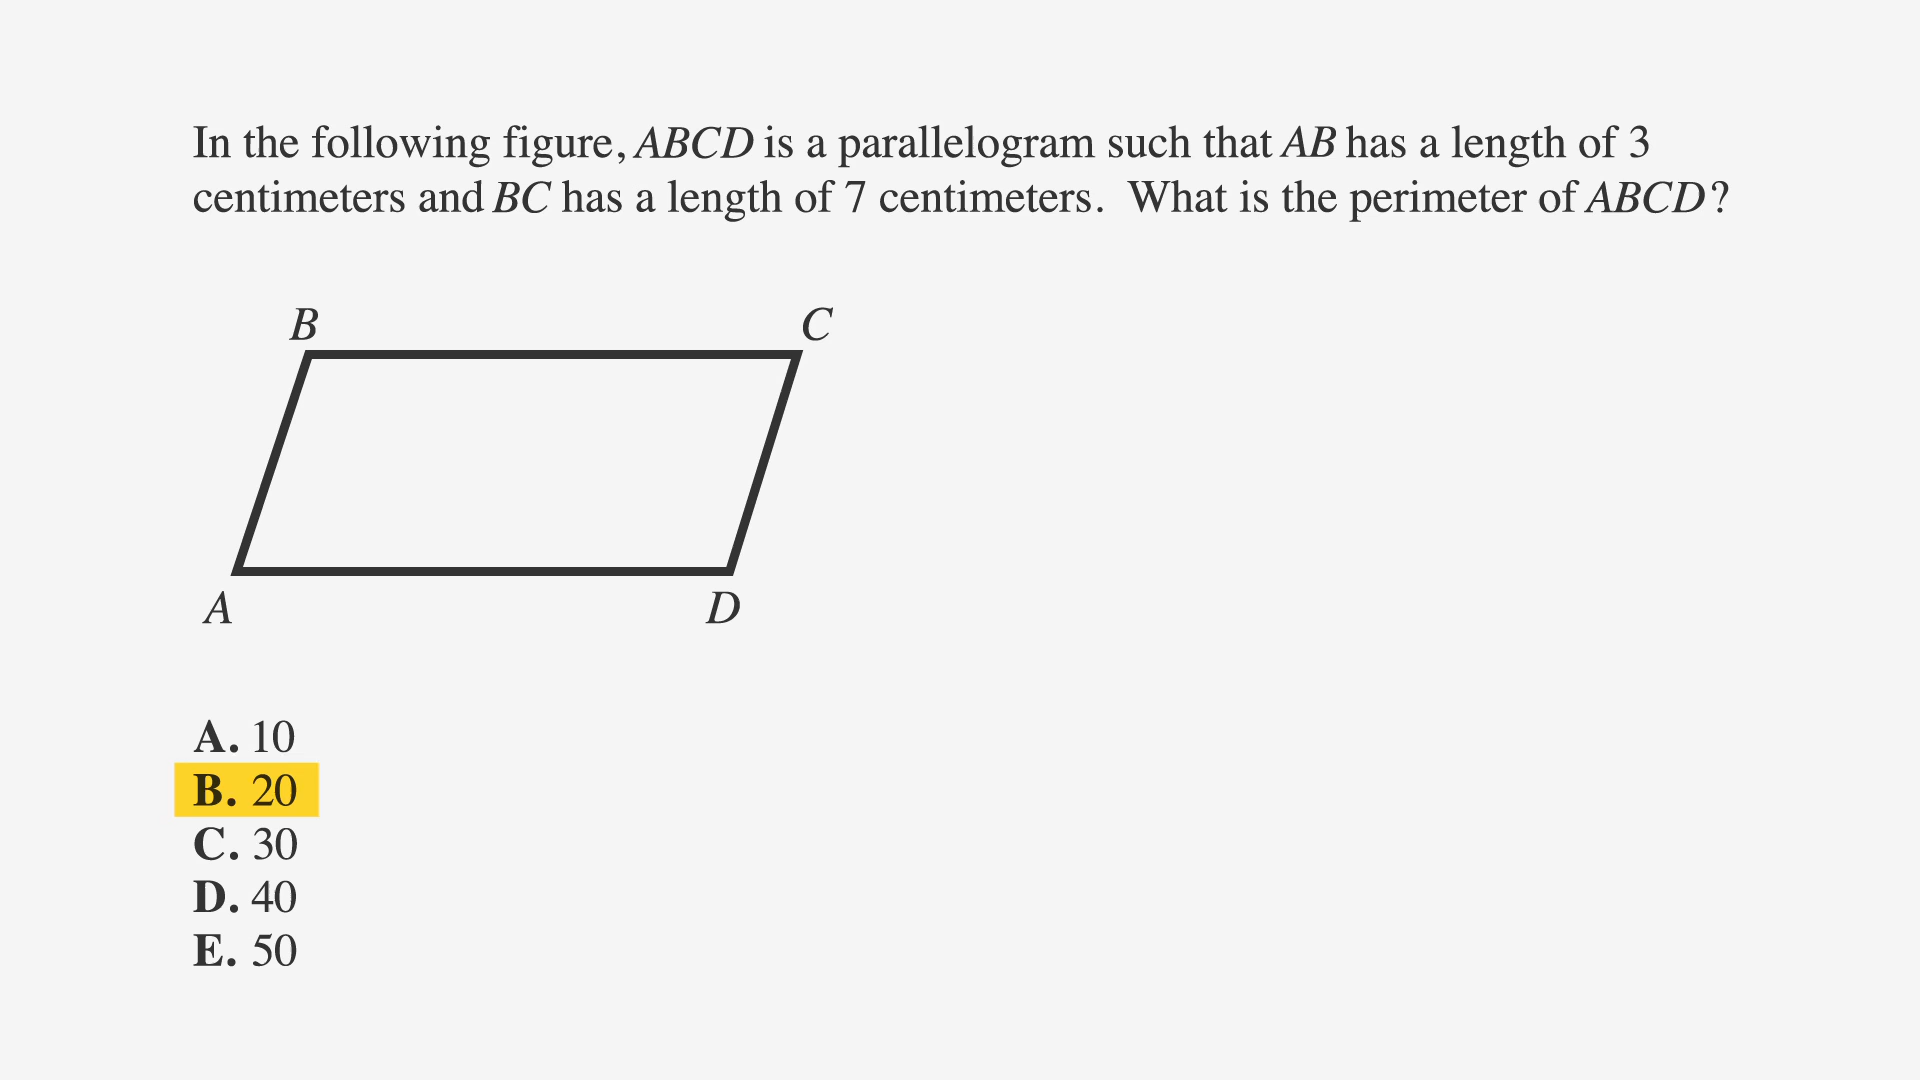 In the following figure, ABCD is a parallelogram such that AB has a length of 3
centimeters and BC has a length of 7 centimeters. What is the perimeter of ABCD?
B C
A D
A. 10
B. 20
C. 30
D. 40
E. 50